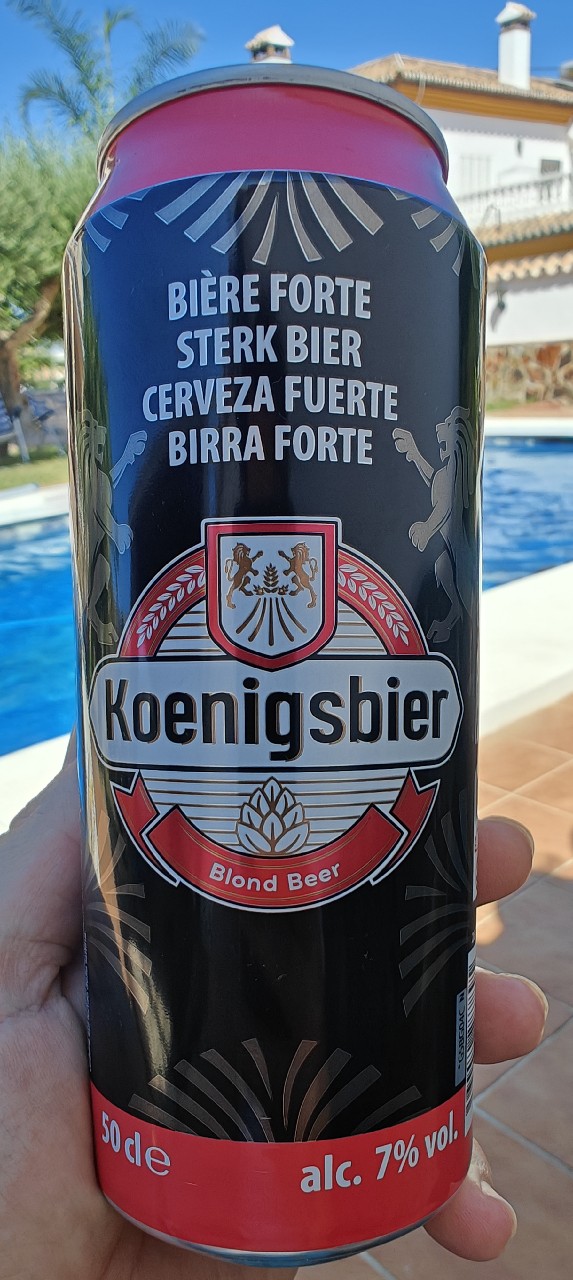 BIÈRE FORTE
STERK BIER
CERVEZA FUERTE
BIRRA FORTE
Koenigsbier
Blond Beer
50 cl e
alc. 7% vol.